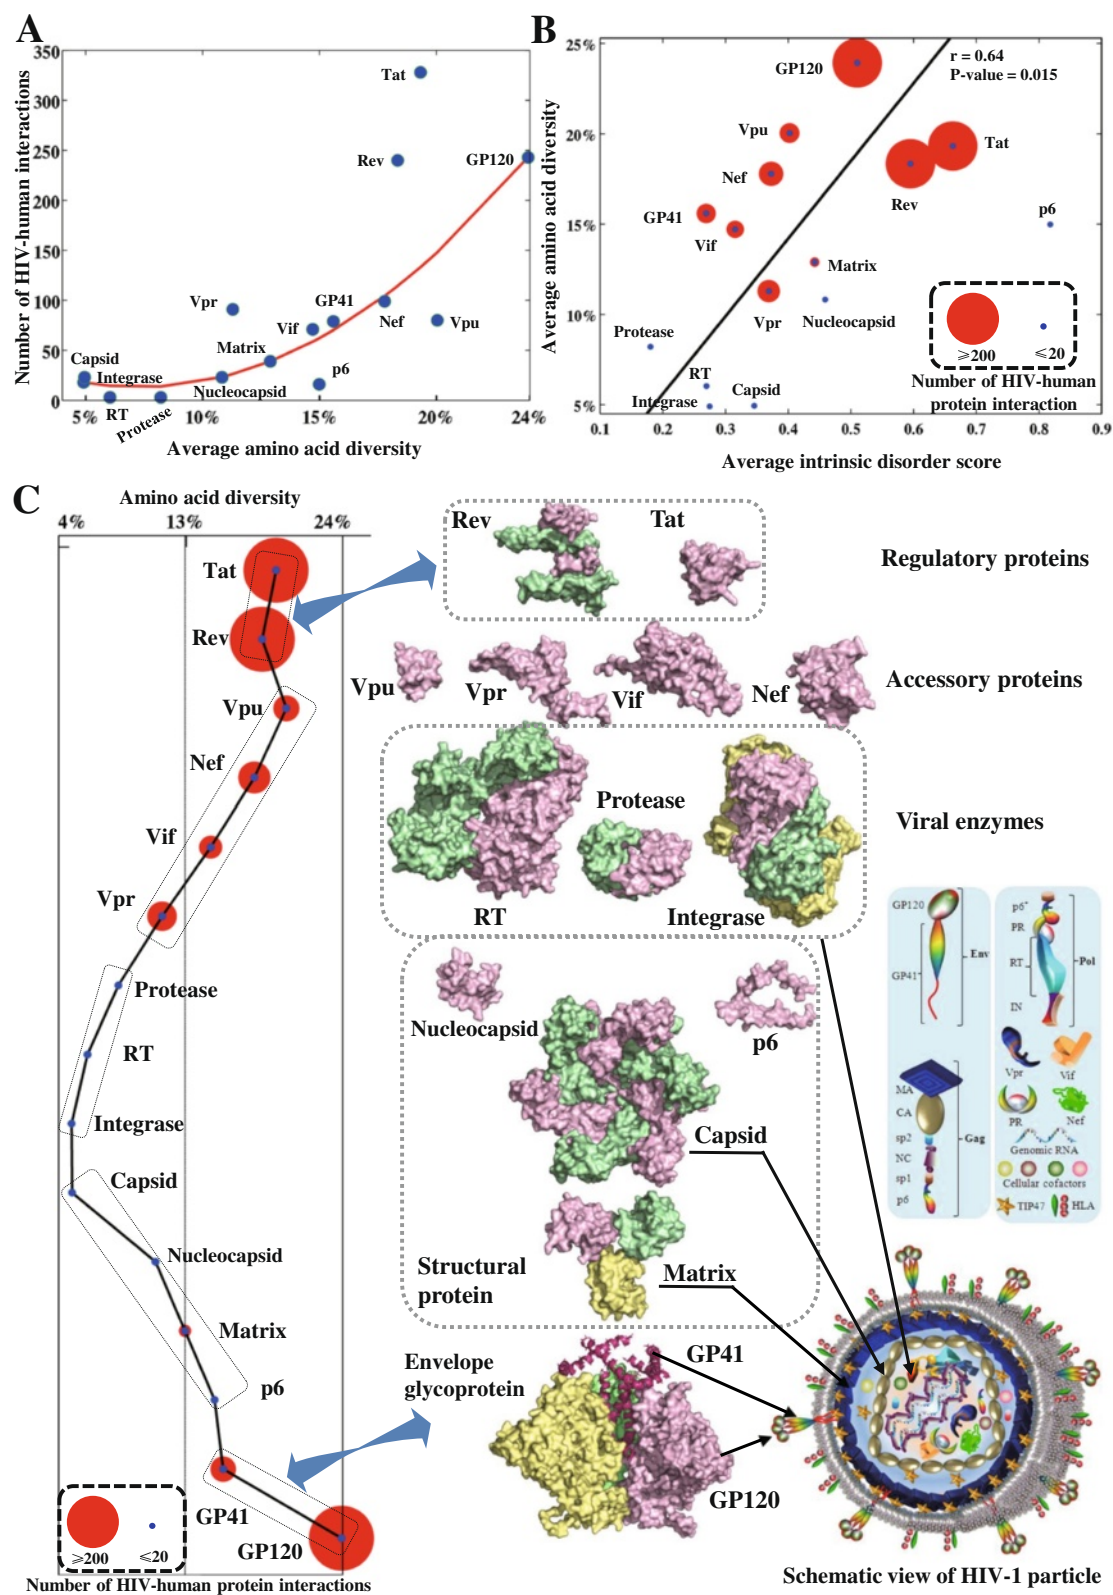 A
350
300
250
200
150
100
50
0
Number of HIV-human interactions
Tat
Rev
GP120
Vpr
GP41
Vif
Nef
Vpu
Matrix
Capsid
Integrase
p6
Nucleocapsid
RT
Protease
5%
10%
15%
20%
24%
Average amino acid diversity
B
25%
20%
15%
10%
5%
Average amino acid diversity
r = 0.64
P-value = 0.015
GP120
Vpu
Tat
Nef
Rev
GP41
Vif
p6
Matrix
Vpr
Nucleocapsid
Protease
RT
Integrase
Capsid
⩾200
⩽20
Number of HIV-human
protein interaction
0.1
0.2
0.3
0.4
0.5
0.6
0.7
0.8
0.9
Average intrinsic disorder score
C
Amino acid diversity
4%
13%
24%
Tat
Rev
Vpu
Nef
Vif
Vpr
Protease
RT
Integrase
Capsid
Nucleocapsid
Matrix
p6
GP41
GP120
⩾200
⩽20
Number of HIV-human protein interactions
Rev
Tat
Regulatory proteins
Vpu
Vpr
Vif
Nef
Accessory proteins
Protease
RT
Integrase
Viral enzymes
Nucleocapsid
p6
Capsid
Structural
protein
Matrix
Envelope
glycoprotein
GP41
GP120
GP120
GP41
Env
MA
CA
sp2
NC
sp1
p6
Gag
p6*
PR
RT
IN
Pol
Vpr
Vif
PR
Nef
Genomic RNA
Cellular cofactors
TIP47
HLA
Schematic view of HIV-1 particle